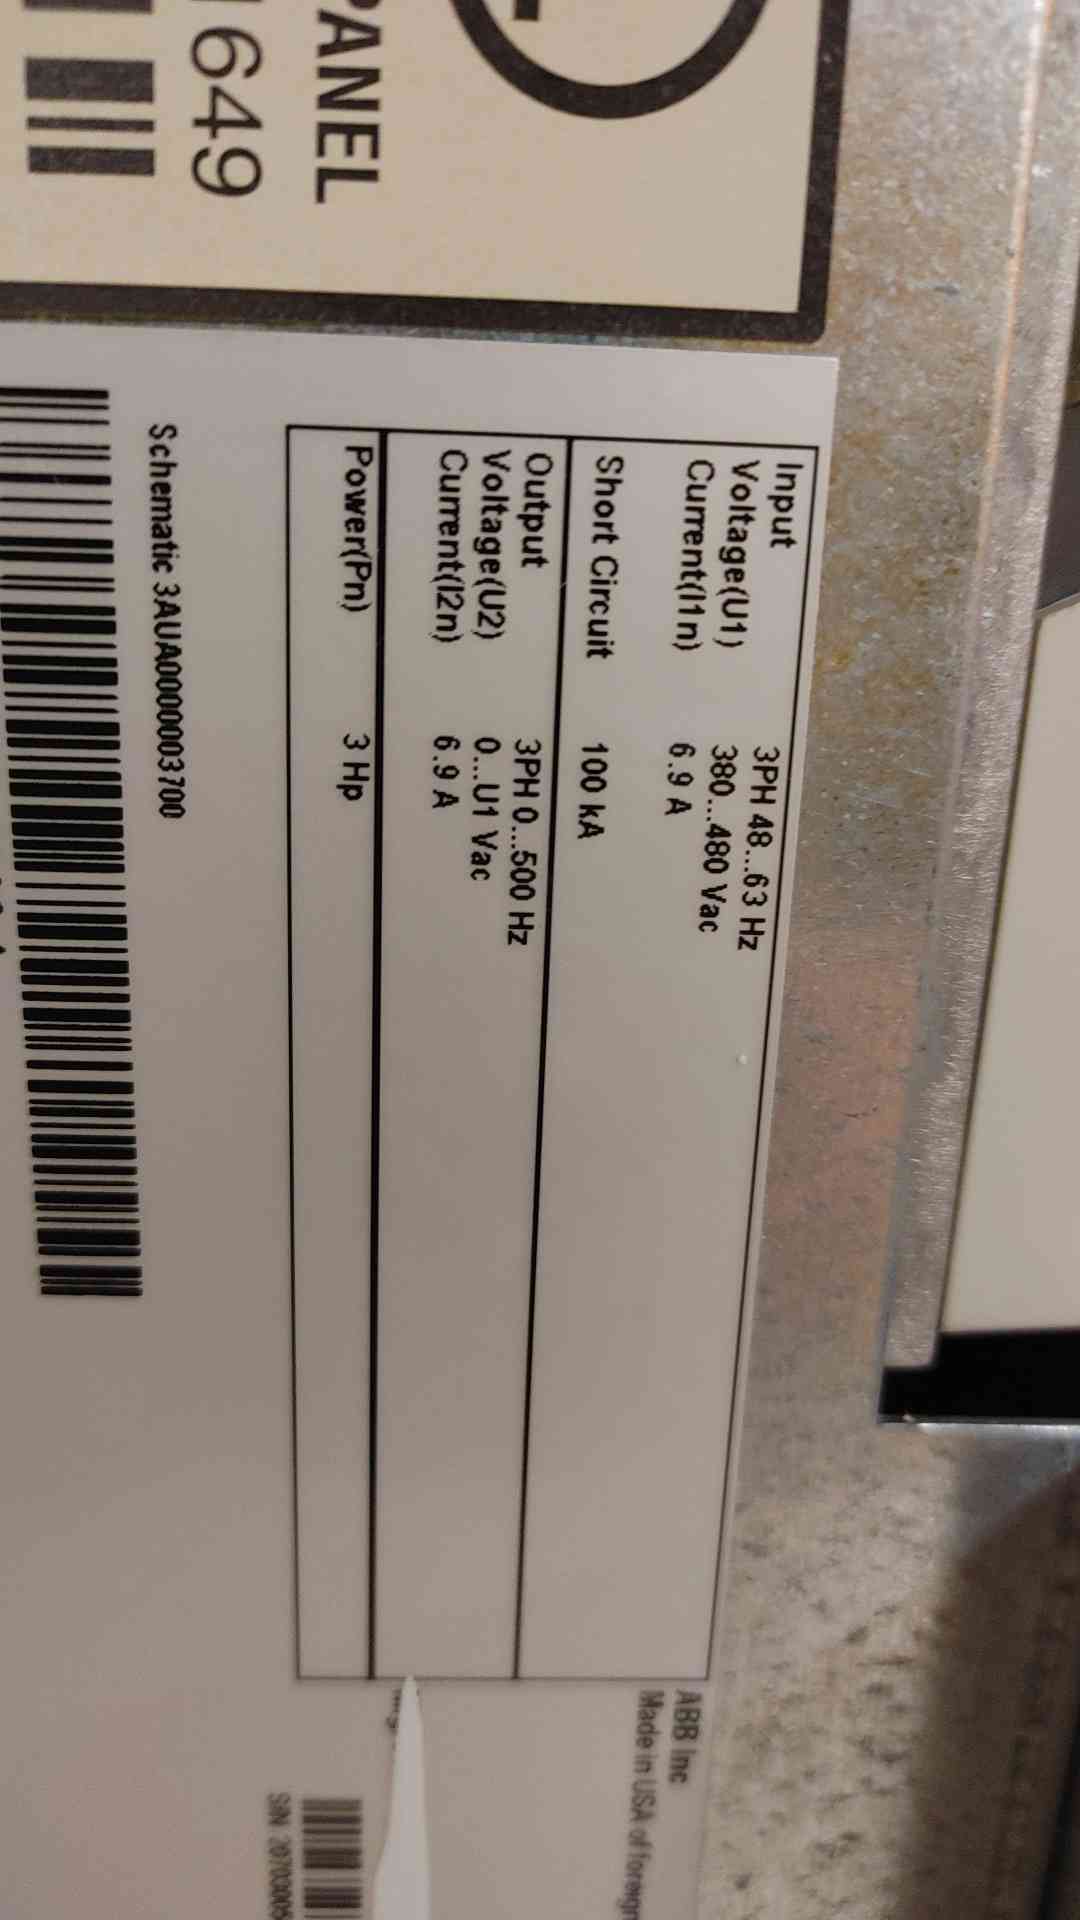 PANEL
649
Input 3PH 48...63 Hz
Voltage(U1) 380...480 Vac
Current(I1n) 6.9 A
Short Circuit 100 kA
Output 3PH 0...500 Hz
Voltage(U2) 0...U1 Vac
Current(I2n) 6.9 A
Power(Pn) 3 Hp
Schematic 3AUA0000003700
ABB Inc
Made in USA of foreign
S/N